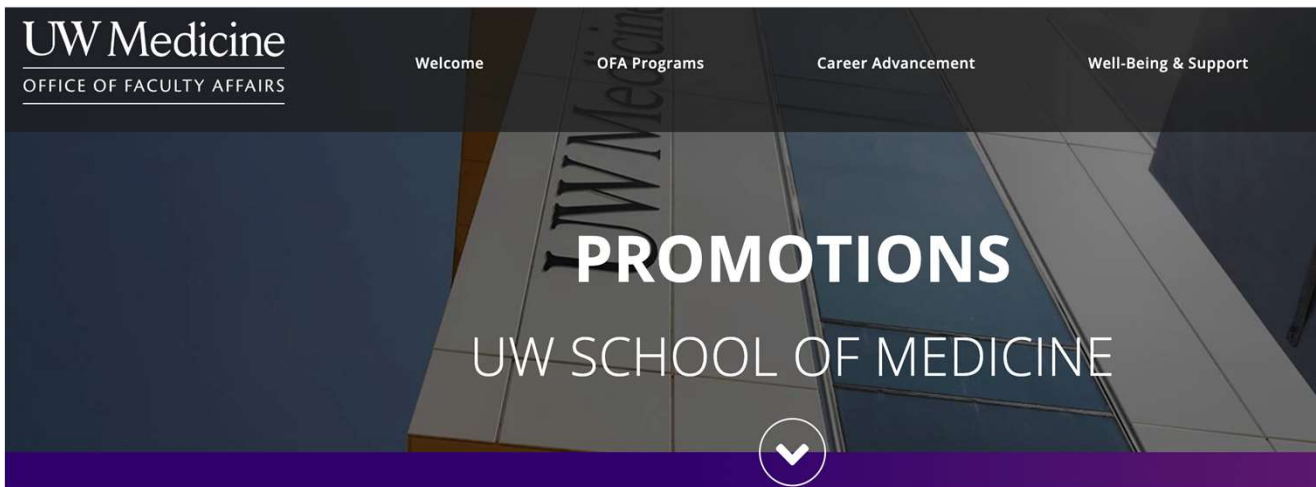 UW Medicine
OFFICE OF FACULTY AFFAIRS
Welcome
OFA Programs
Career Advancement
Well-Being & Support
UWMedicine
PROMOTIONS
UW SCHOOL OF MEDICINE